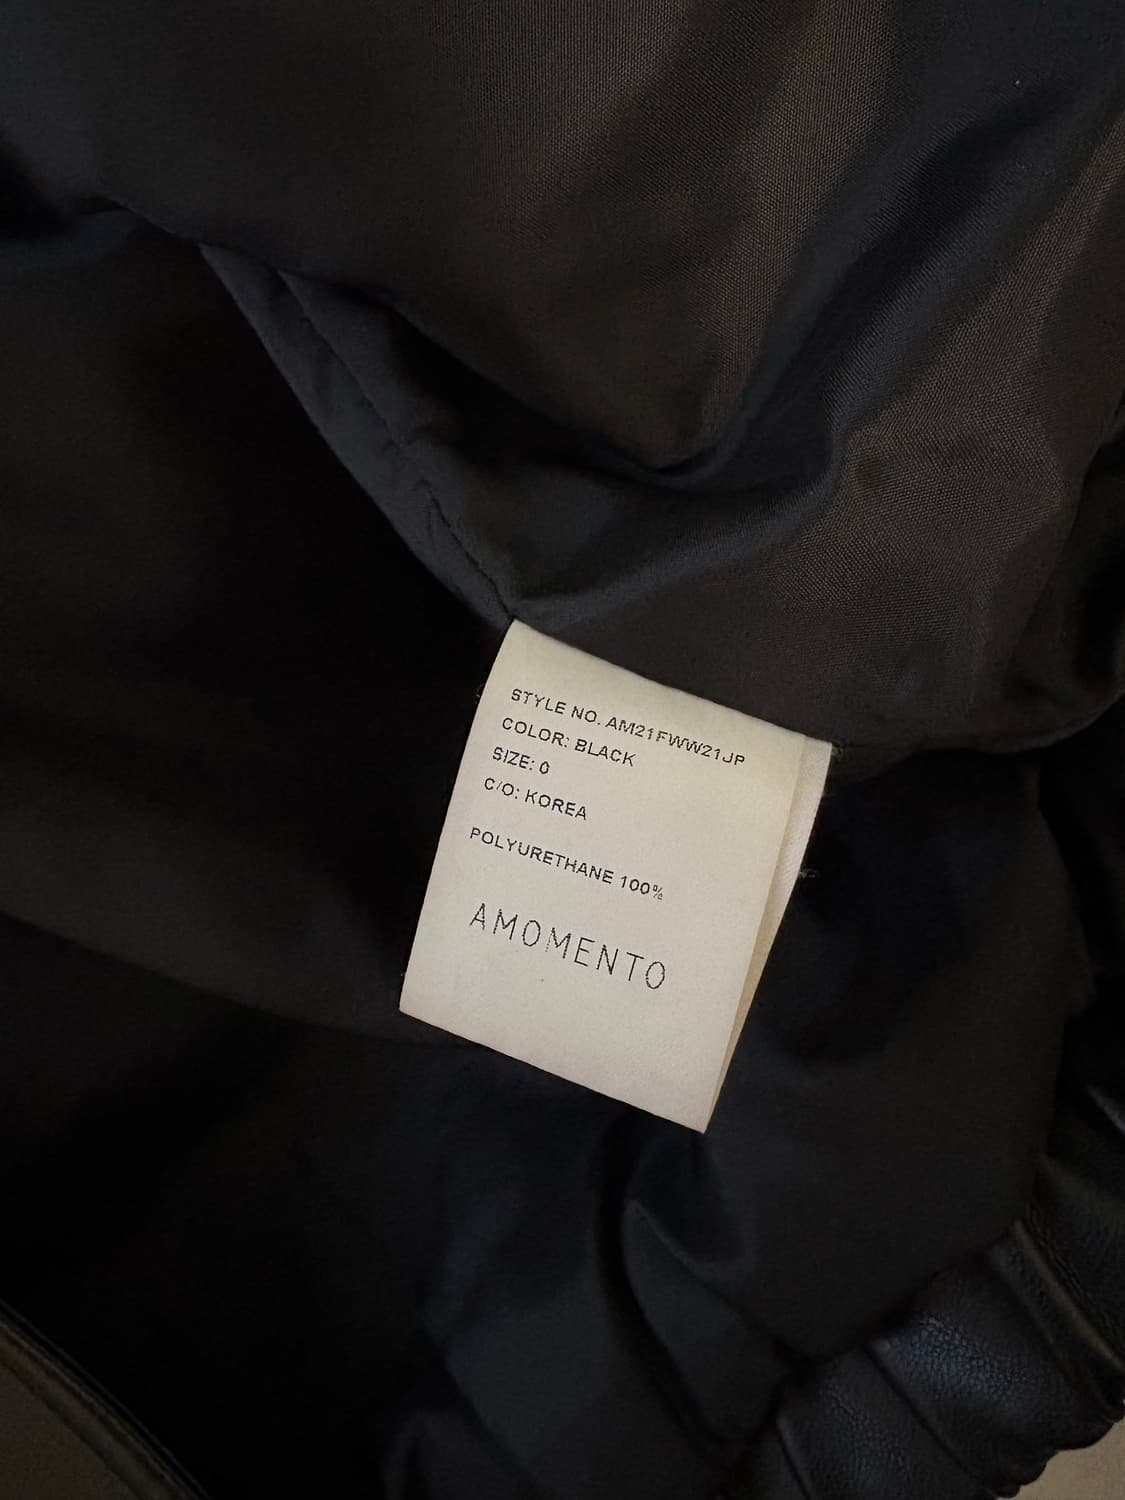 STYLE NO. AM21FWW21JP
COLOR: BLACK
SIZE: 0
C/O: KOREA
POLYURETHANE 100%
AMOMENTO